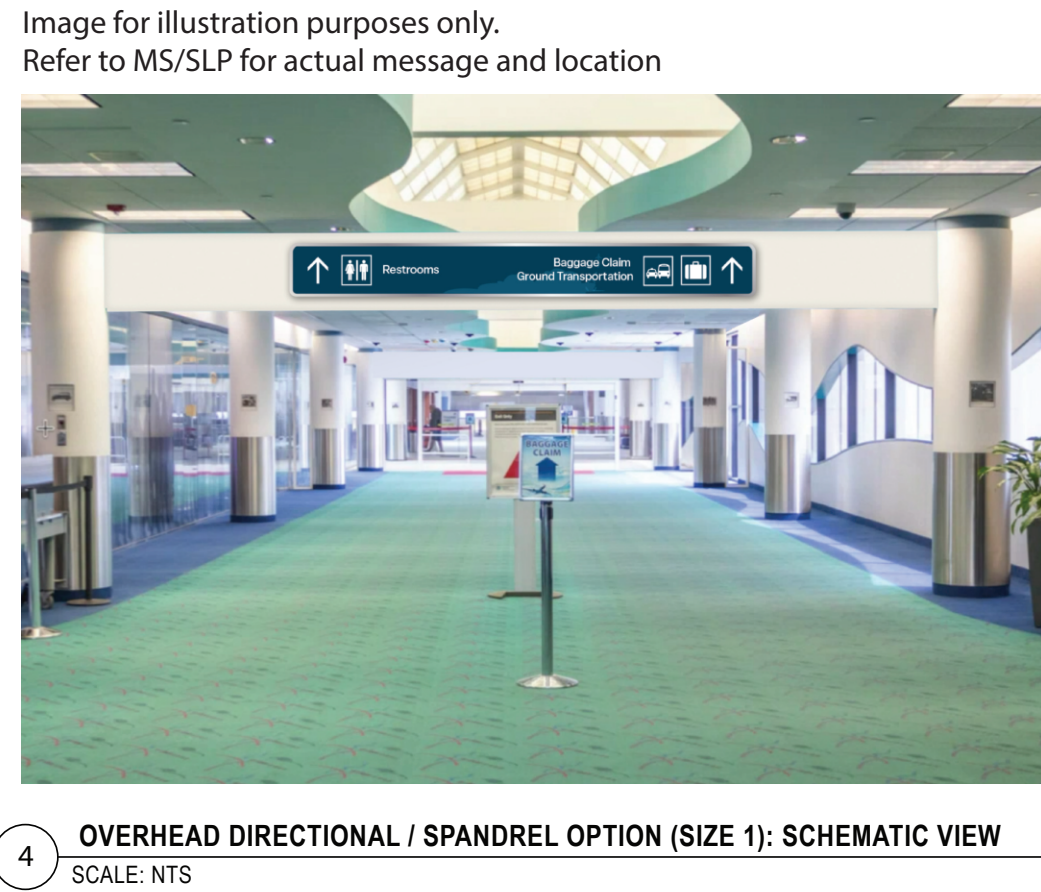 Image for illustration purposes only.
Refer to MS/SLP for actual message and location
Restrooms
Baggage Claim
Ground Transportation
BAGGAGE
CLAIM
4
OVERHEAD DIRECTIONAL / SPANDREL OPTION (SIZE 1): SCHEMATIC VIEW
SCALE: NTS